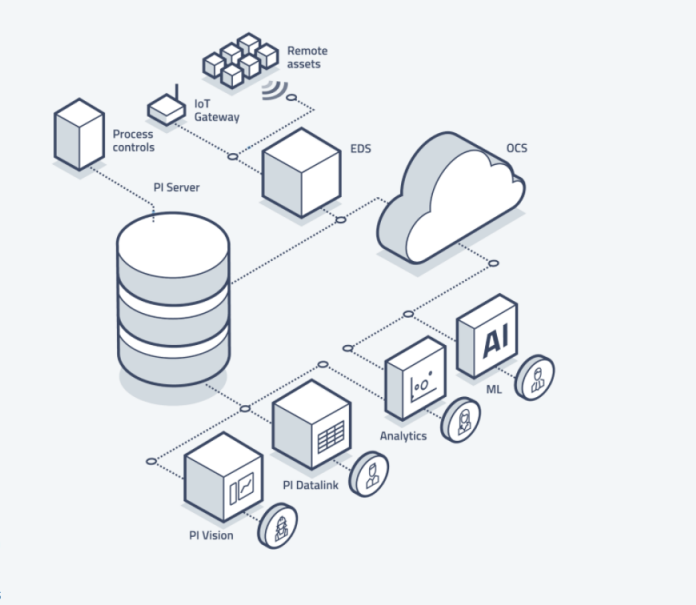 Remote
assets
IoT
Gateway
Process
controls
EDS
OCS
PI Server
AI
ML
Analytics
PI Datalink
PI Vision